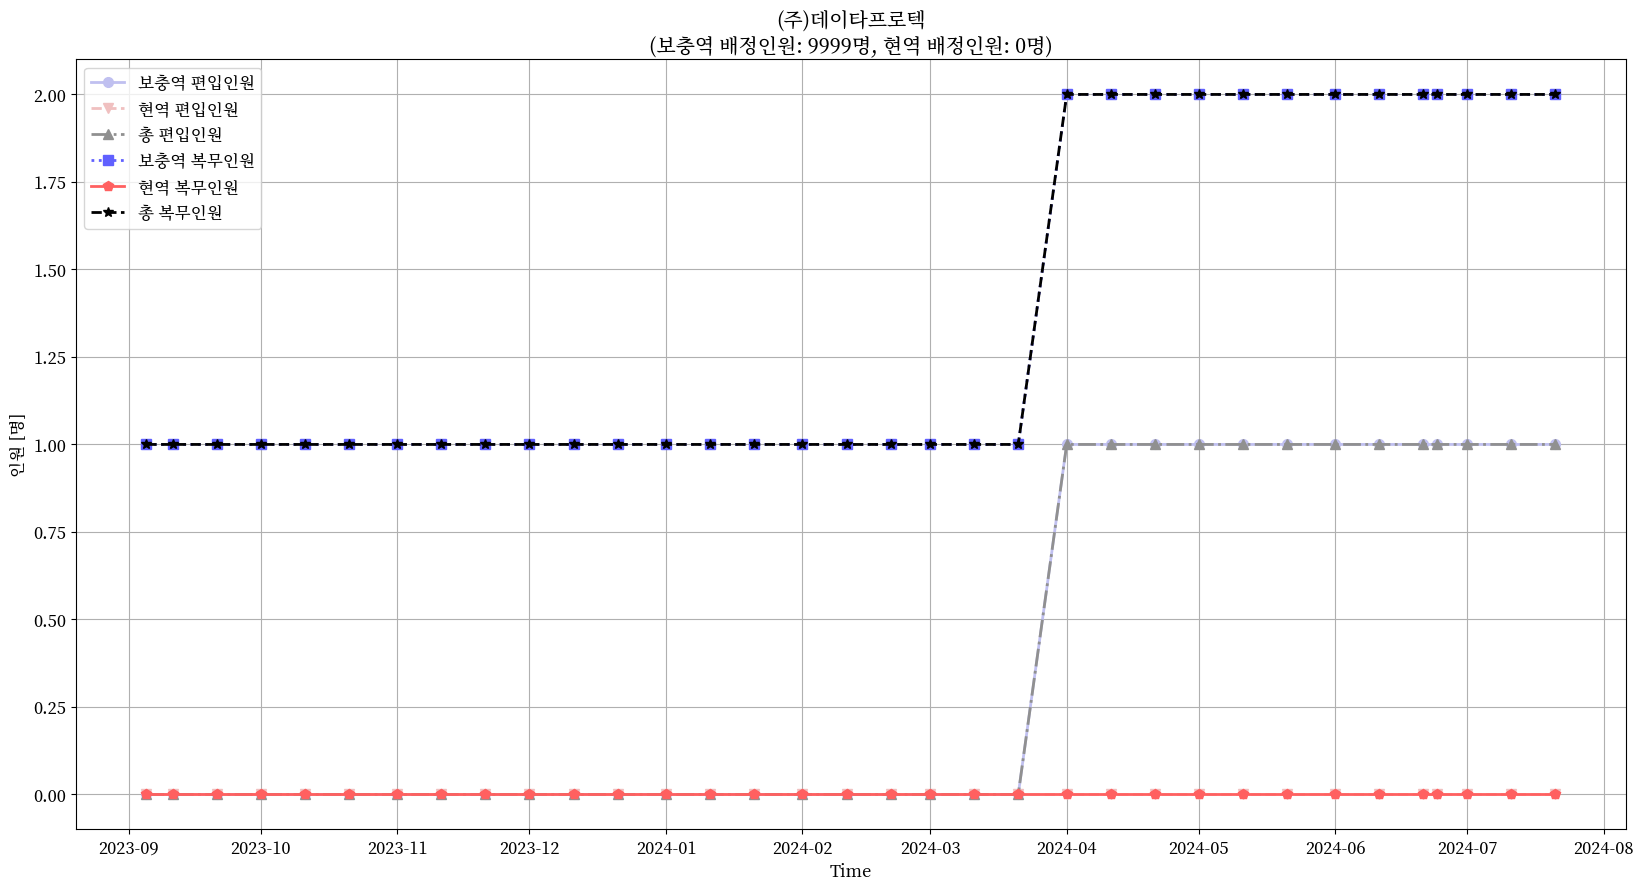 (주)데이타프로텍
(보충역 배정인원: 9999명, 현역 배정인원: 0명)
보충역 편입인원
현역 편입인원
총 편입인원
보충역 복무인원
현역 복무인원
총 복무인원
2.00
1.75
1.50
1.25
1.00
0.75
0.50
0.25
0.00
인원 [명]
2023-09 2023-10 2023-11 2023-12 2024-01 2024-02 2024-03 2024-04 2024-05 2024-06 2024-07 2024-08
Time